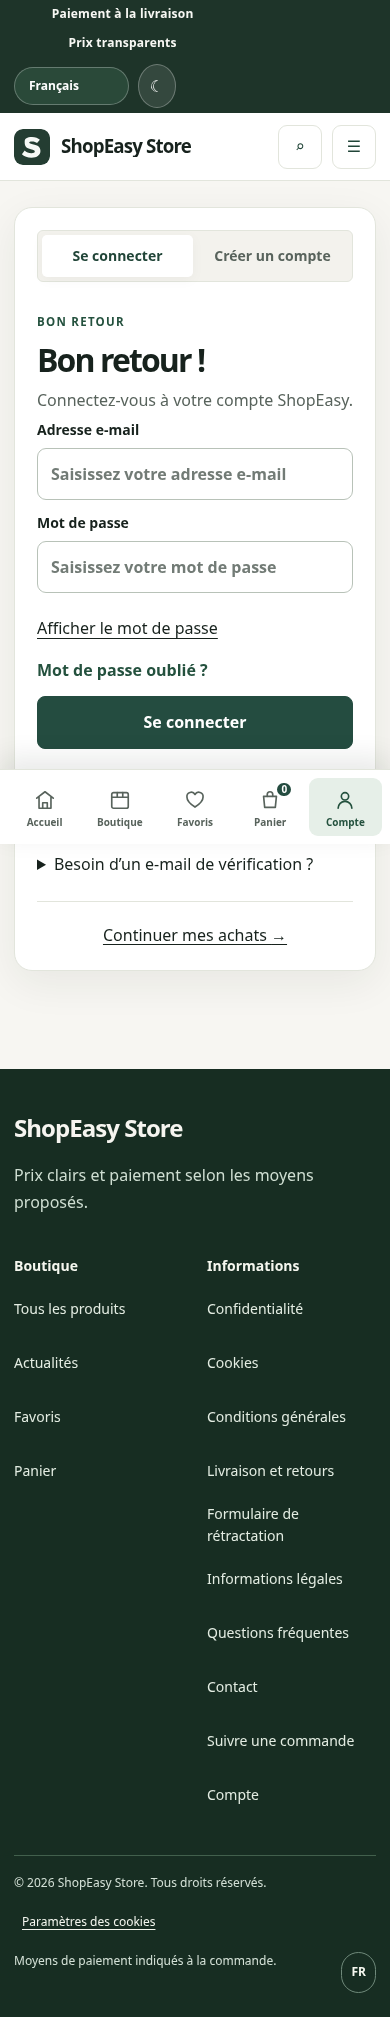 Paiement à la livraison
Prix transparents
Français
S ShopEasy Store
Se connecter Créer un compte
BON RETOUR
Bon retour !
Connectez-vous à votre compte ShopEasy.
Adresse e-mail
Saisissez votre adresse e-mail
Mot de passe
Saisissez votre mot de passe
Afficher le mot de passe
Mot de passe oublié ?
Se connecter
0
Accueil Boutique Favoris Panier Compte
Besoin d’un e-mail de vérification ?
Continuer mes achats →
ShopEasy Store
Prix clairs et paiement selon les moyens
proposés.
Boutique
Tous les produits
Actualités
Favoris
Panier
Informations
Confidentialité
Cookies
Conditions générales
Livraison et retours
Formulaire de
rétractation
Informations légales
Questions fréquentes
Contact
Suivre une commande
Compte
© 2026 ShopEasy Store. Tous droits réservés.
Paramètres des cookies
Moyens de paiement indiqués à la commande.
FR